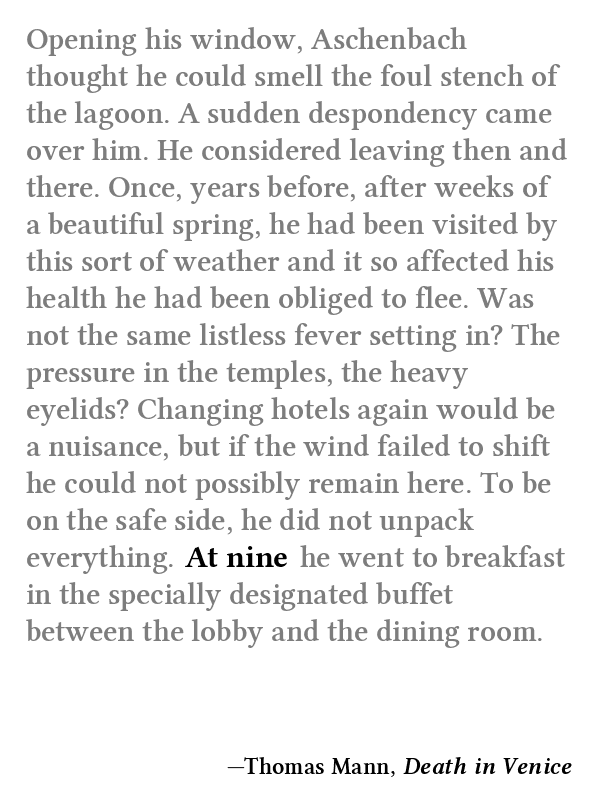 Opening his window, Aschenbach
thought he could smell the foul stench of
the lagoon. A sudden despondency came
over him. He considered leaving then and
there. Once, years before, after weeks of
a beautiful spring, he had been visited by
this sort of weather and it so affected his
health he had been obliged to flee. Was
not the same listless fever setting in? The
pressure in the temples, the heavy
eyelids? Changing hotels again would be
a nuisance, but if the wind failed to shift
he could not possibly remain here. To be
on the safe side, he did not unpack
everything. At nine he went to breakfast
in the specially designated buffet
between the lobby and the dining room.
—Thomas Mann, Death in Venice